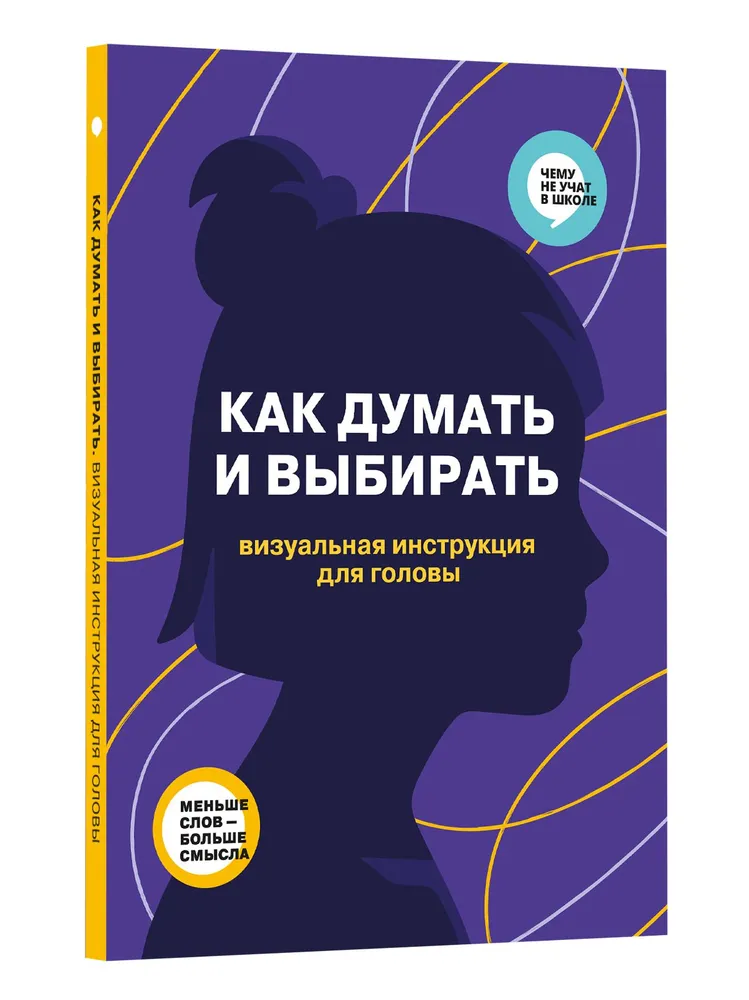 КАК ДУМАТЬ И ВЫБИРАТЬ. ВИЗУАЛЬНАЯ ИНСТРУКЦИЯ ДЛЯ ГОЛОВЫ
ЧЕМУ
НЕ УЧАТ
В ШКОЛЕ
КАК ДУМАТЬ
И ВЫБИРАТЬ
визуальная инструкция
для головы
МЕНЬШЕ
СЛОВ –
БОЛЬШЕ
СМЫСЛА